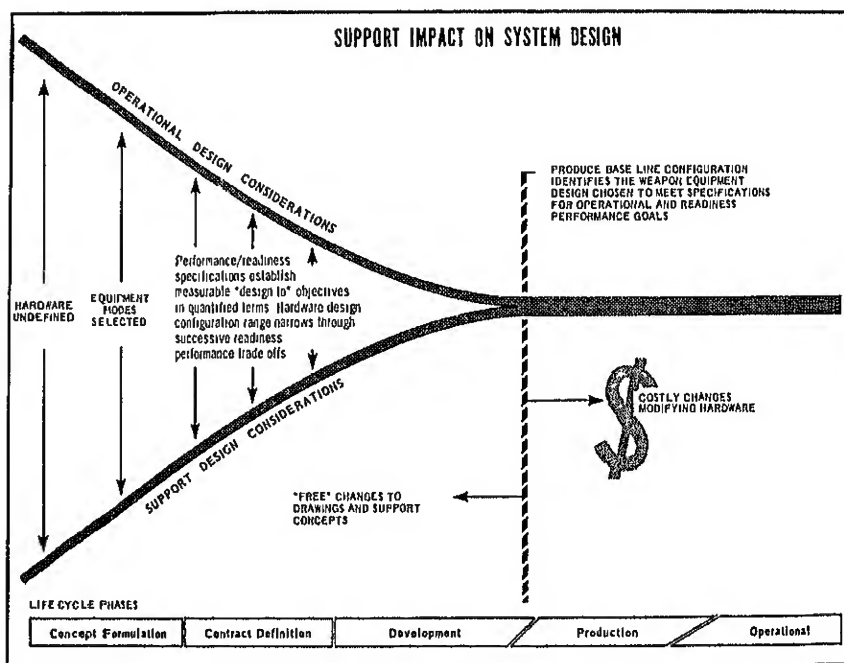 SUPPORT IMPACT ON SYSTEM DESIGN
OPERATIONAL DESIGN CONSIDERATIONS
PRODUCE BASE LINE CONFIGURATION
IDENTIFIES THE WEAPON EQUIPMENT
DESIGN CHOSEN TO MEET SPECIFICATIONS
FOR OPERATIONAL AND READINESS
PERFORMANCE GOALS
HARDWARE
UNDEFINED
EQUIPMENT
MODES
SELECTED
Performance/readiness
specifications establish
measurable "design to" objectives
in quantified terms Hardware design
configuration range narrows through
successive readiness
performance trade offs
SUPPORT DESIGN CONSIDERATIONS
$
COSTLY CHANGES
MODIFYING HARDWARE
"FREE" CHANGES TO
DRAWINGS AND SUPPORT
CONCEPTS
LIFE CYCLE PHASES
Concept Formulation
Contract Definition
Development
Production
Operational